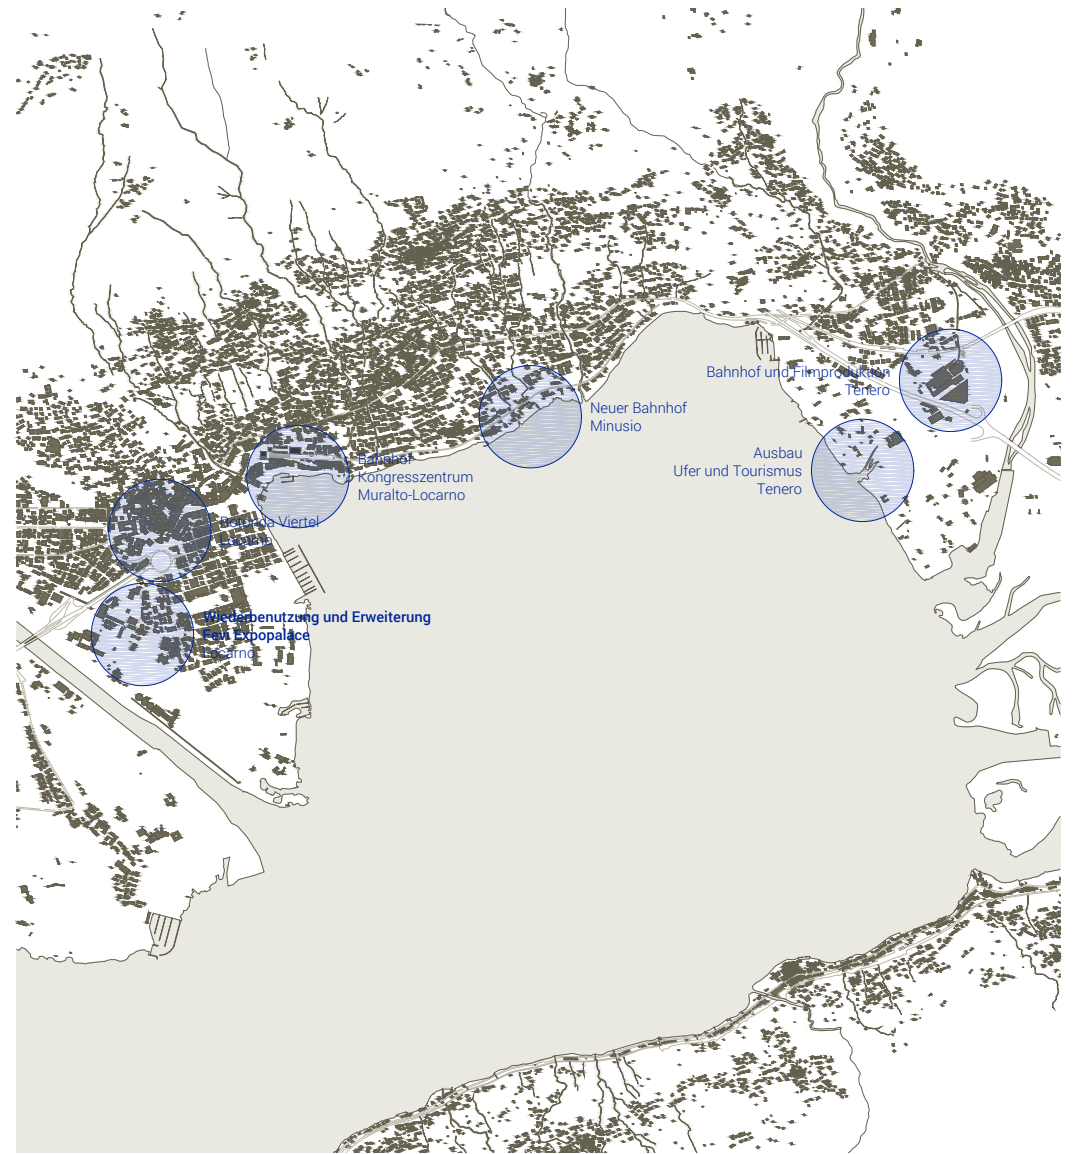 Bahnhof und Filmproduktion
Tenero
Neuer Bahnhof
Minusio
Ausbau
Ufer und Tourismus
Tenero
Bahnhof
Kongresszentrum
Muralto-Locarno
Rotonda Viertel
Locarno
Wiederbenutzung und Erweiterung
Fevi Expopalace
Locarno